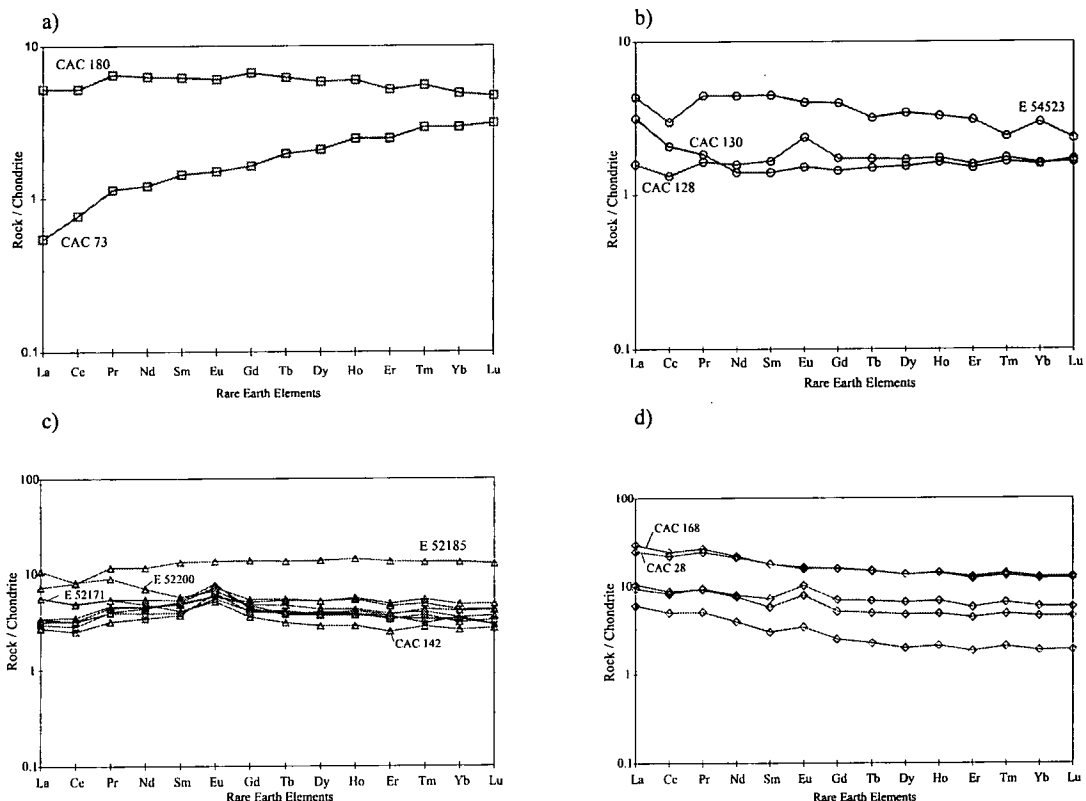 a)
10
CAC 180
1
CAC 73
0.1
Rock / Chondrite
La Ce Pr Nd Sm Eu Gd Tb Dy Ho Er Tm Yb Lu
Rare Earth Elements
b)
10
E 54523
CAC 130
CAC 128
1
0.1
Rock / Chondrite
La Ce Pr Nd Sm Eu Gd Tb Dy Ho Er Tm Yb Lu
Rare Earth Elements
c)
100
E 52185
10
E 52200
E 52171
CAC 142
1
0.1
Rock / Chondrite
La Ce Pr Nd Sm Eu Gd Tb Dy Ho Er Tm Yb Lu
Rare Earth Elements
d)
100
CAC 168
CAC 28
10
1
0.1
Rock / Chondrite
La Ce Pr Nd Sm Eu Gd Tb Dy Ho Er Tm Yb Lu
Rare Earth Elements